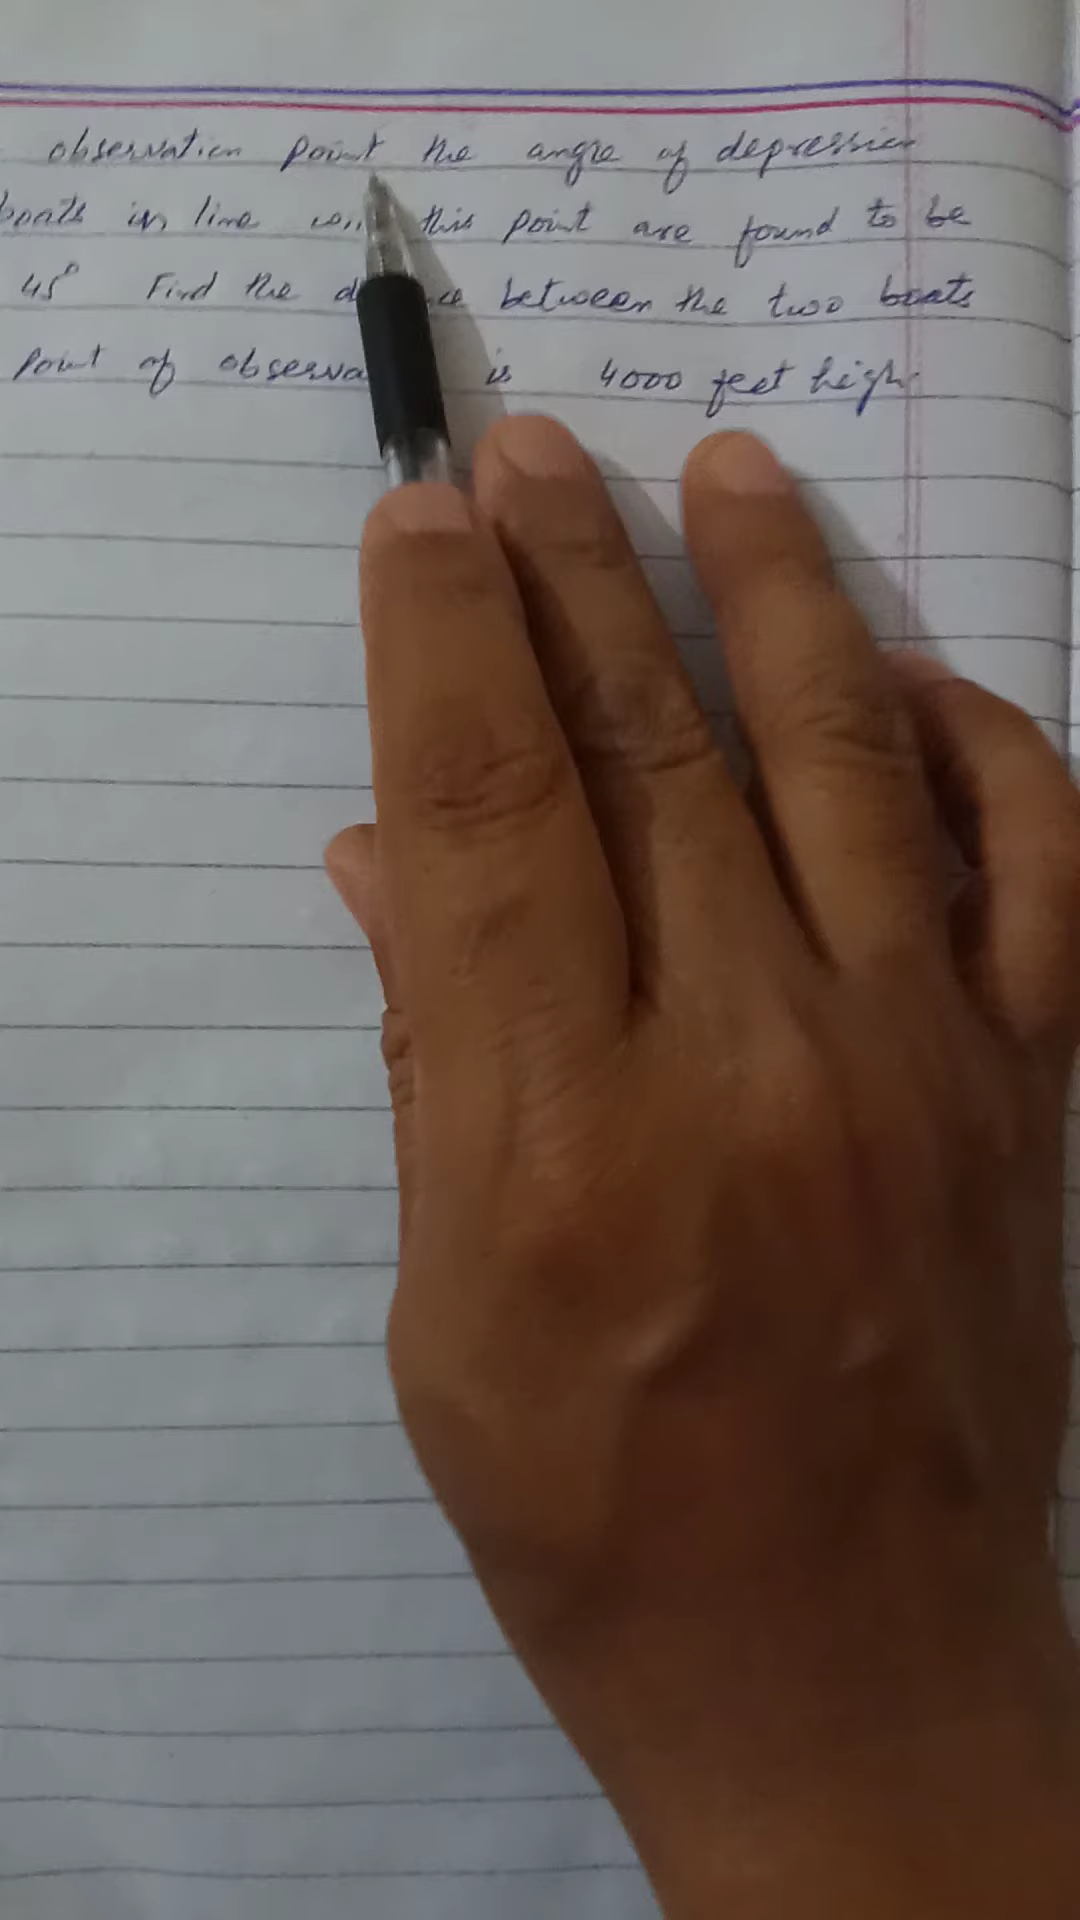 observation point the angle of depression
boats in line this point are found to be
45° Find the between the two boats
point of is 4000 feet high